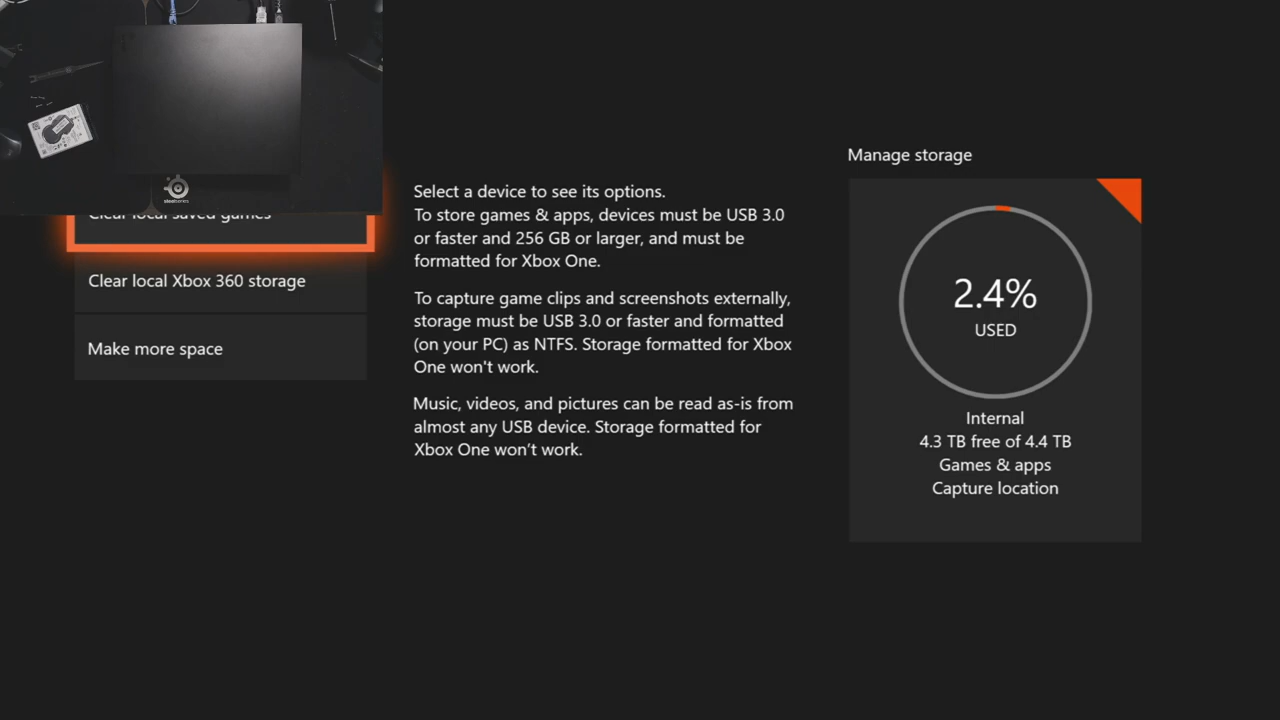 steelseries
Clear local saved games
Clear local Xbox 360 storage
Make more space
Select a device to see its options.
To store games & apps, devices must be USB 3.0
or faster and 256 GB or larger, and must be
formatted for Xbox One.
To capture game clips and screenshots externally,
storage must be USB 3.0 or faster and formatted
(on your PC) as NTFS. Storage formatted for Xbox
One won't work.
Music, videos, and pictures can be read as-is from
almost any USB device. Storage formatted for
Xbox One won’t work.
Manage storage
2.4%
USED
Internal
4.3 TB free of 4.4 TB
Games & apps
Capture location